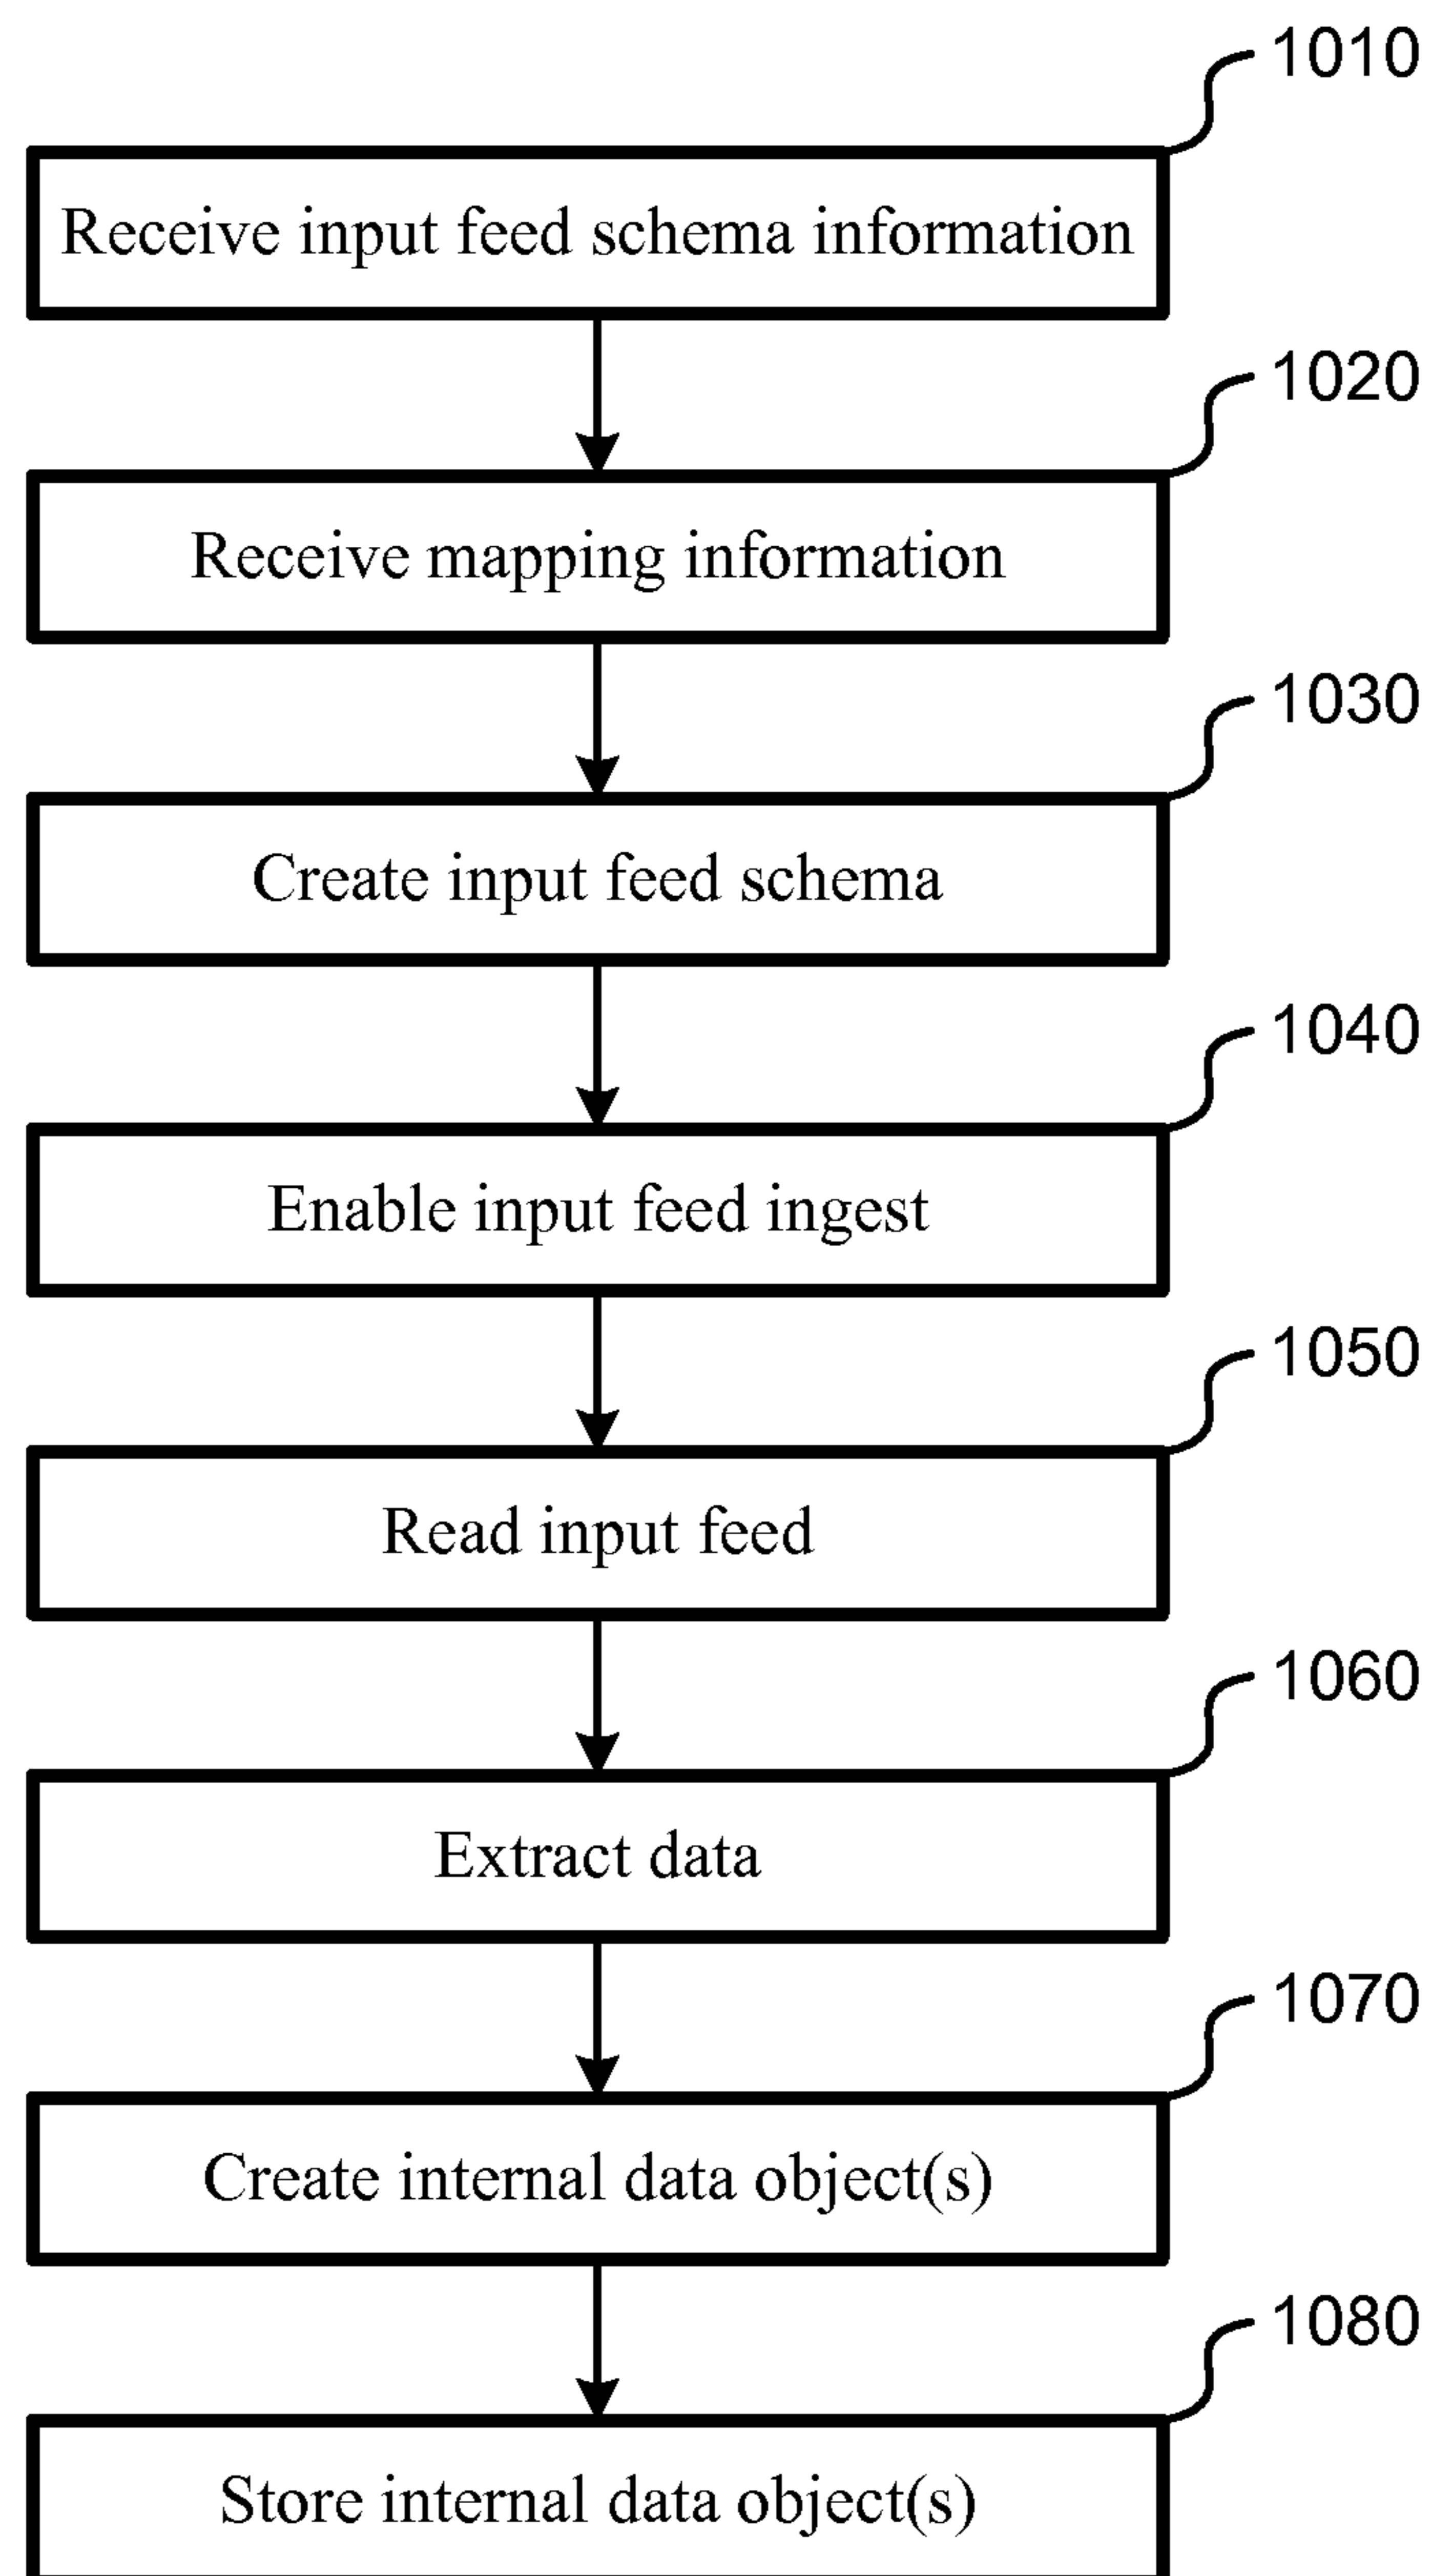 1010
Receive input feed schema information
1020
Receive mapping information
1030
Create input feed schema
1040
Enable input feed ingest
1050
Read input feed
1060
Extract data
1070
Create internal data object(s)
1080
Store internal data object(s)